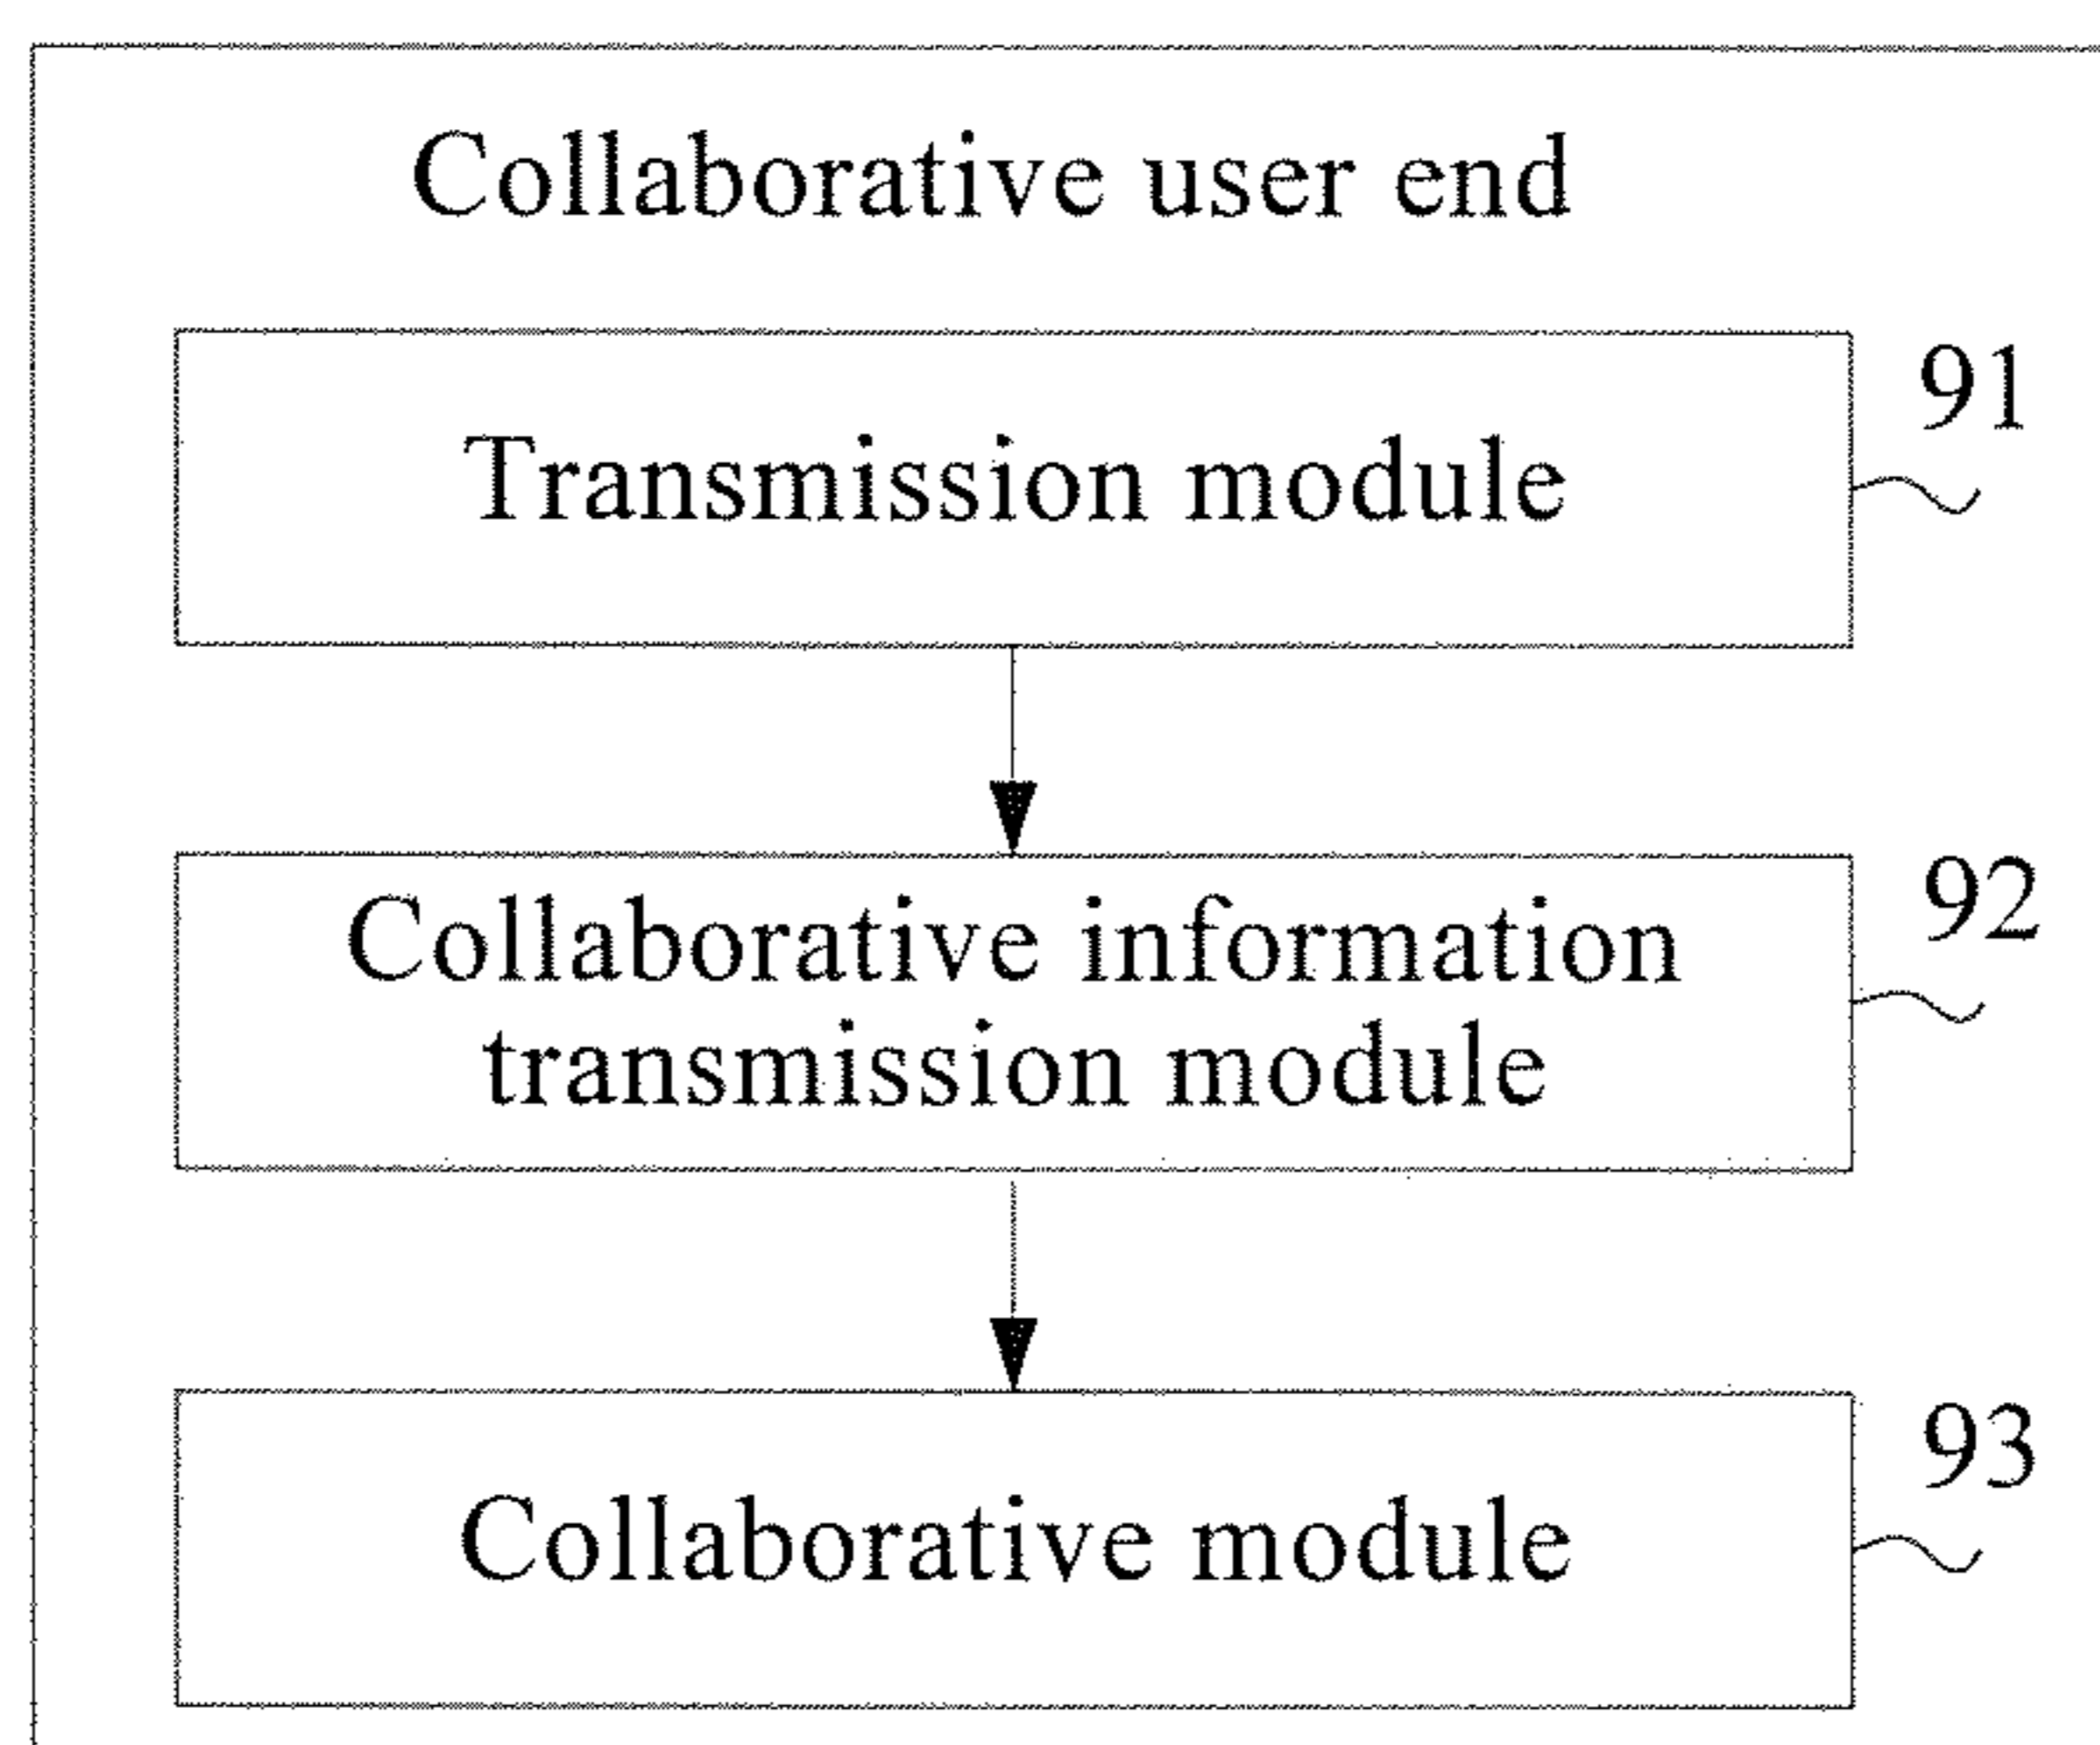 Collaborative user end
91
Transmission module
92
Collaborative information
transmission module
93
Collaborative module